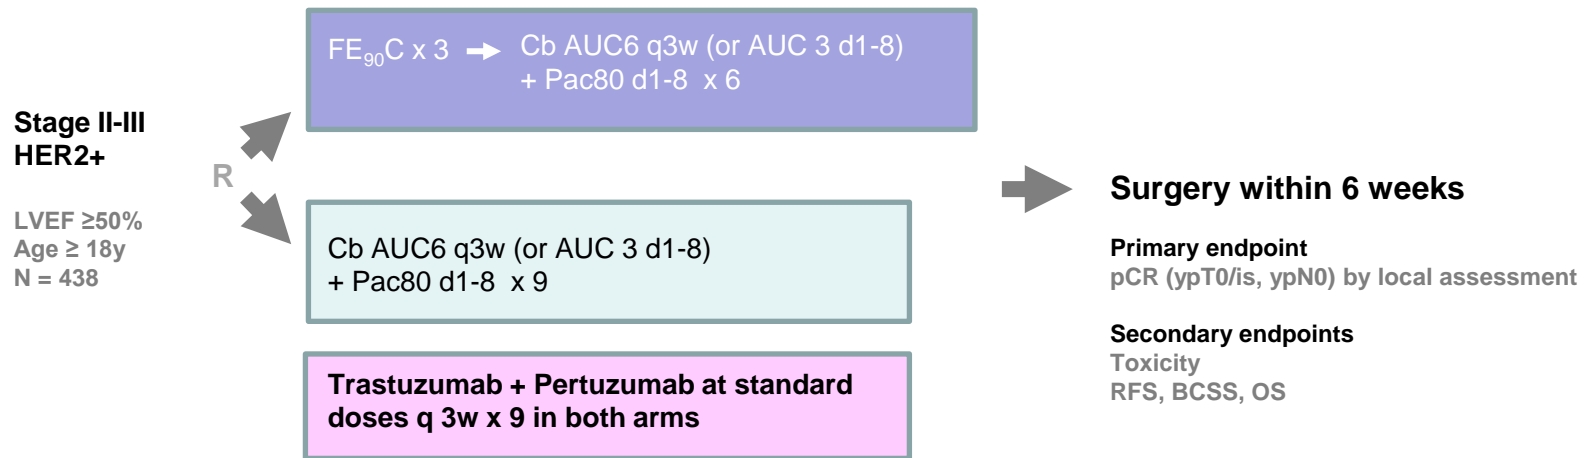 Stage II-III
HER2+
LVEF ≥50%
Age ≥ 18y
N = 438
R
FE90C x 3 → Cb AUC6 q3w (or AUC 3 d1-8)
+ Pac80 d1-8 x 6
Cb AUC6 q3w (or AUC 3 d1-8)
+ Pac80 d1-8 x 9
Trastuzumab + Pertuzumab at standard
doses q 3w x 9 in both arms
Surgery within 6 weeks
Primary endpoint
pCR (ypT0/is, ypN0) by local assessment
Secondary endpoints
Toxicity
RFS, BCSS, OS